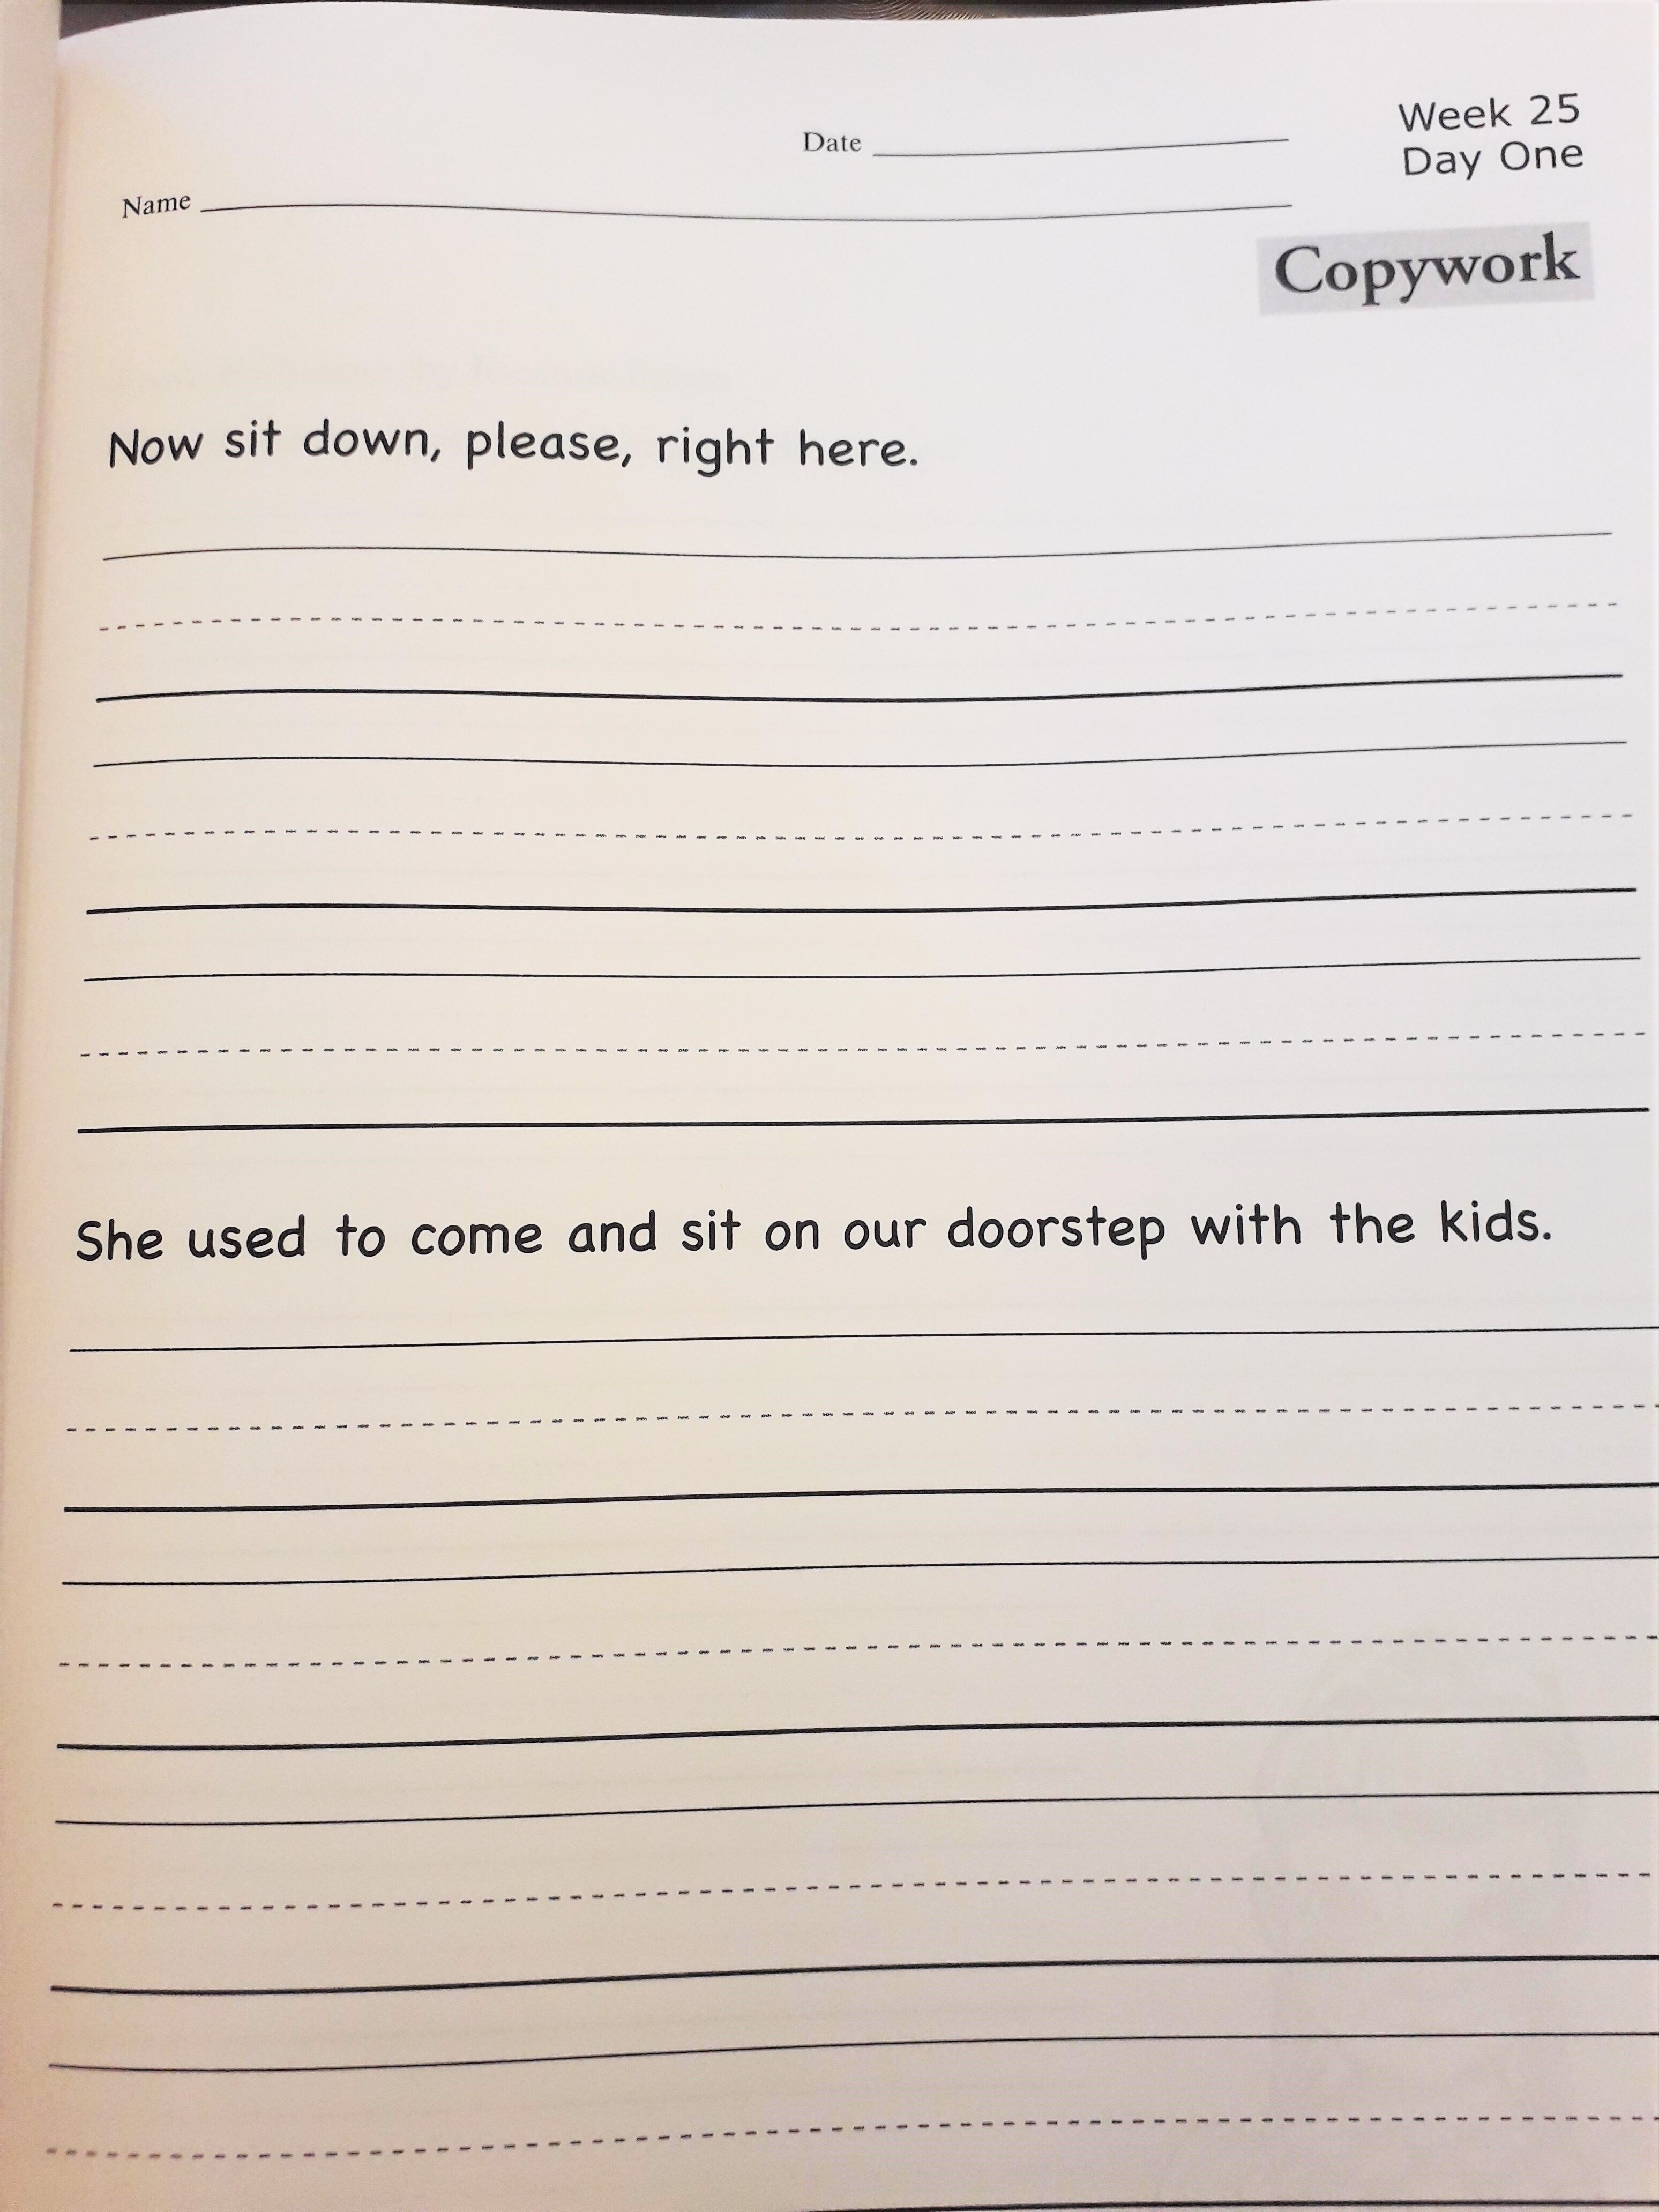 Week 25
Date
Day One
Name
Copywork
Now sit down, please, right here.
She used to come and sit on our doorstep with the kids.